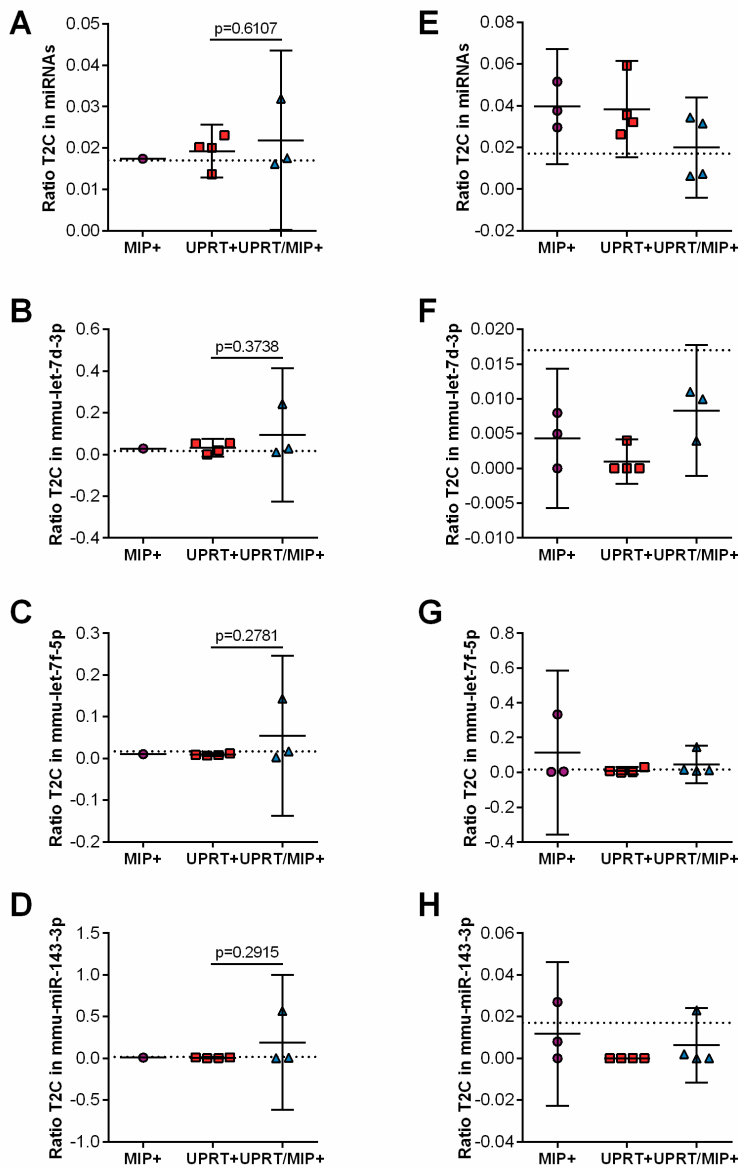 A
Ratio T2C in miRNAs
0.05
0.04
0.03
0.02
0.01
0.00
p=0.6107
MIP+ UPRT+ UPRT/MIP+
E
Ratio T2C in miRNAs
0.08
0.06
0.04
0.02
0.00
-0.02
MIP+ UPRT+ UPRT/MIP+
B
Ratio T2C in mmu-let-7d-3p
0.6
0.4
0.2
0.0
-0.2
-0.4
p=0.3738
MIP+ UPRT+ UPRT/MIP+
F
Ratio T2C in mmu-let-7d-3p
0.020
0.015
0.010
0.005
0.000
-0.005
-0.010
MIP+ UPRT+ UPRT/MIP+
C
Ratio T2C in mmu-let-7f-5p
0.3
0.2
0.1
0.0
-0.1
-0.2
p=0.2781
MIP+ UPRT+ UPRT/MIP+
G
Ratio T2C in mmu-let-7f-5p
0.8
0.6
0.4
0.2
0.0
-0.2
-0.4
MIP+ UPRT+ UPRT/MIP+
D
Ratio T2C in mmu-miR-143-3p
1.5
1.0
0.5
0.0
-0.5
-1.0
p=0.2915
MIP+ UPRT+ UPRT/MIP+
H
Ratio T2C in mmu-miR-143-3p
0.06
0.04
0.02
0.00
-0.02
-0.04
MIP+ UPRT+ UPRT/MIP+